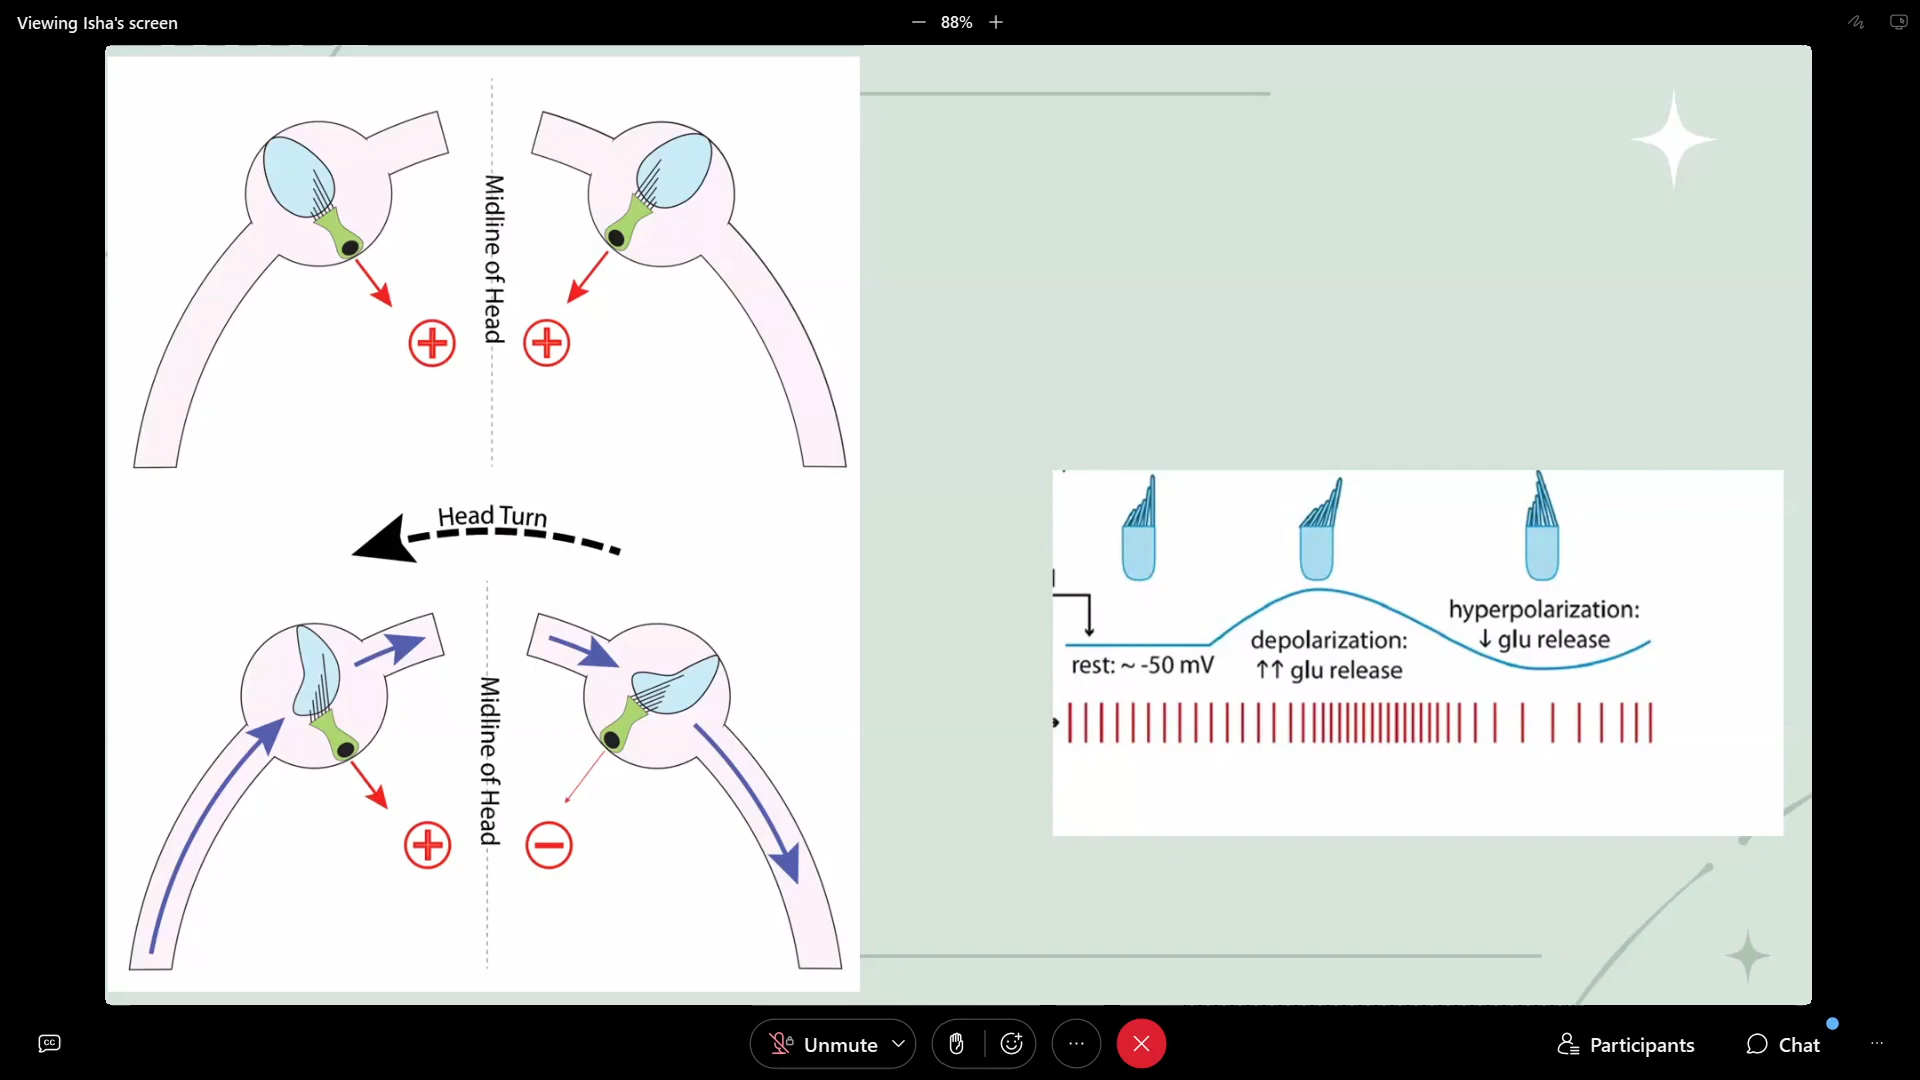 Viewing Isha's screen
88%
Midline of Head
Head Turn
Midline of Head
hyperpolarization:
↓ glu release
depolarization:
↑↑ glu release
rest: ~ -50 mV
CC
Unmute
Participants
Chat